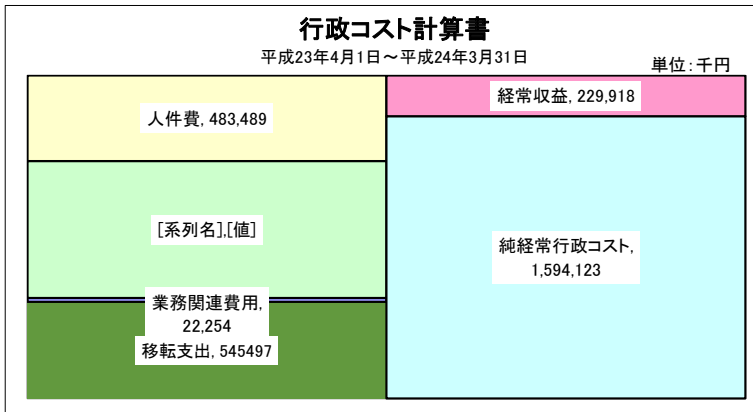 行政コスト計算書
平成23年4月1日～平成24年3月31日
単位：千円
人件費, 483,489
経常収益, 229,918
[系列名],[値]
純経常行政コスト,
1,594,123
業務関連費用,
22,254
移転支出, 545497